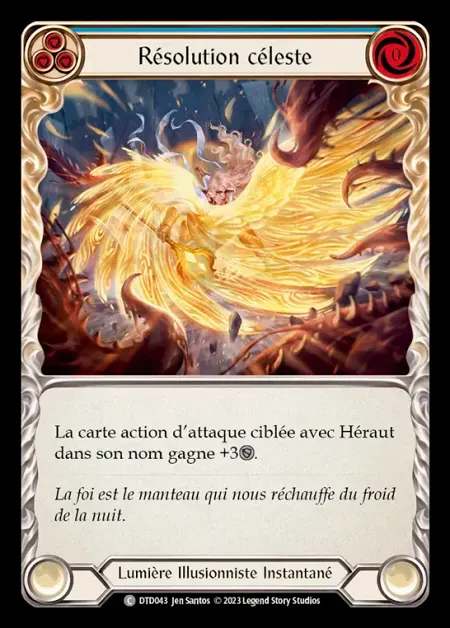 Résolution céleste
0
La carte action d'attaque ciblée avec Héraut
dans son nom gagne +3.
La foi est le manteau qui nous réchauffe du froid
de la nuit.
Lumière Illusionniste Instantané
C DTD043 Jen Santos © 2023 Legend Story Studios